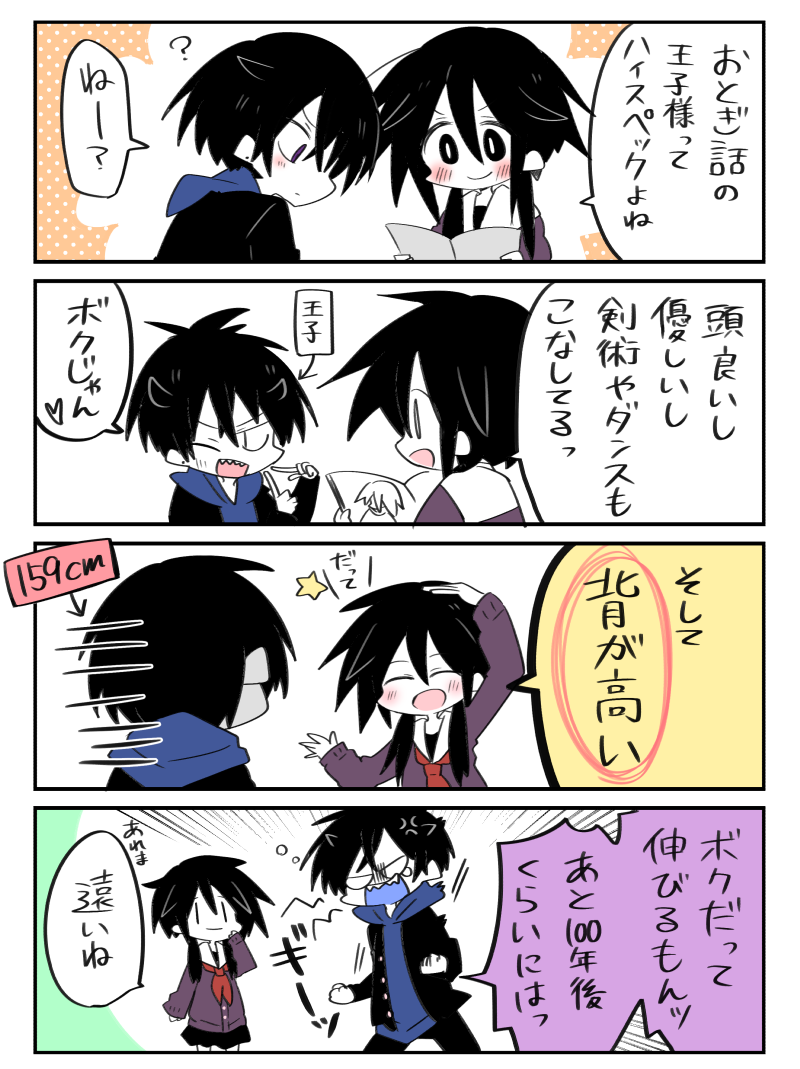 おとぎ話の
王子様って
ハイスペックよね
?
ねー?
頭良いし
優しいし
剣術やダンスも
こなしてるっ
王子
ボクじゃん♡
そして
背が高い
だって
159cm
ボクだって
伸びるもんッ
あと100年後
くらいにはっ
ギーッ
あれま
遠いね